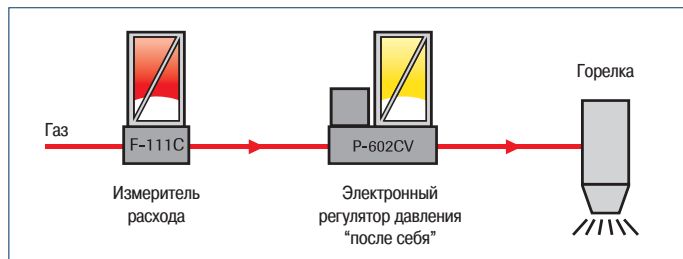 Газ
F-111C
Измеритель
расхода
P-602CV
Электронный
регулятор давления
“после себя”
Горелка